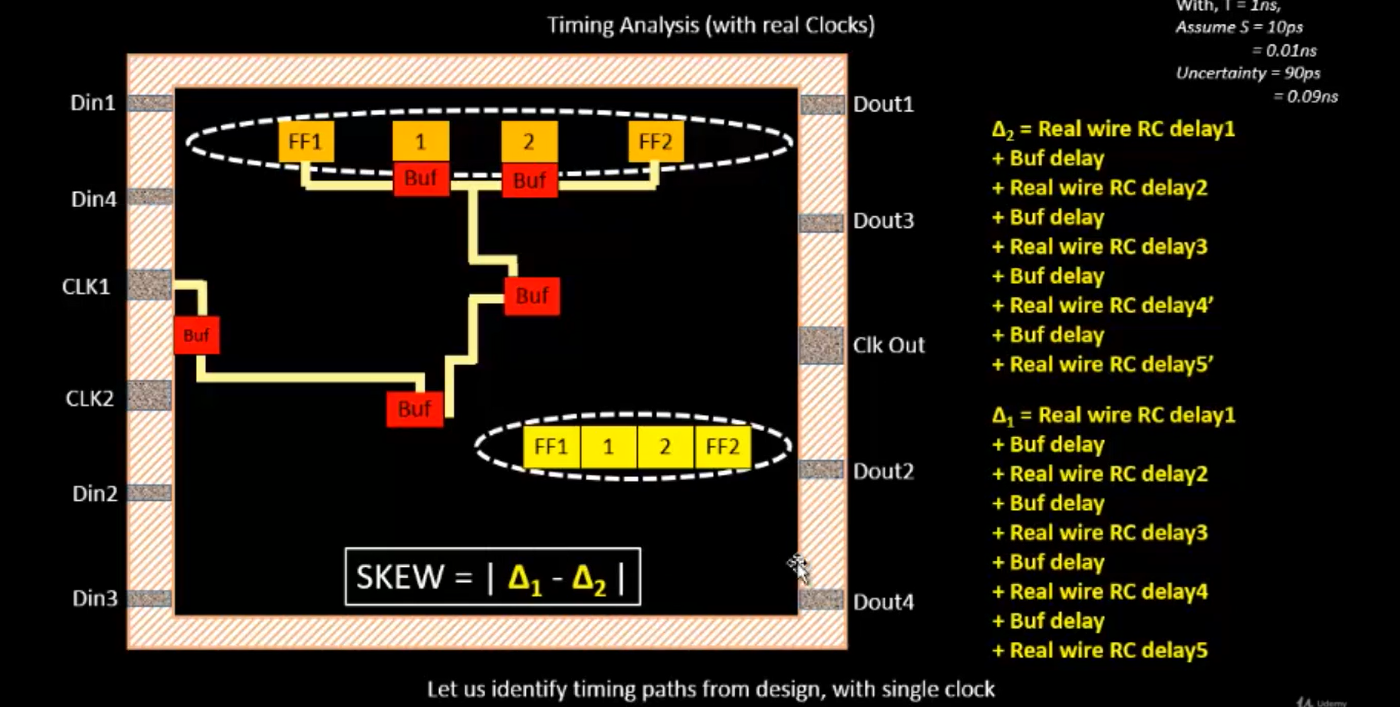 Timing Analysis (with real Clocks)
With, T = 1ns,
Assume S = 10ps
= 0.01ns
Uncertainty = 90ps
= 0.09ns
Din1
Din4
CLK1
CLK2
Din2
Din3
FF1
1
2
FF2
Buf
Buf
Buf
Buf
Buf
FF1
1
2
FF2
SKEW = | Δ₁ - Δ₂ |
Dout1
Dout3
Clk Out
Dout2
Dout4
Δ₂ = Real wire RC delay1
+ Buf delay
+ Real wire RC delay2
+ Buf delay
+ Real wire RC delay3
+ Buf delay
+ Real wire RC delay4’
+ Buf delay
+ Real wire RC delay5’
Δ₁ = Real wire RC delay1
+ Buf delay
+ Real wire RC delay2
+ Buf delay
+ Real wire RC delay3
+ Buf delay
+ Real wire RC delay4
+ Buf delay
+ Real wire RC delay5
Let us identify timing paths from design, with single clock
Udemy